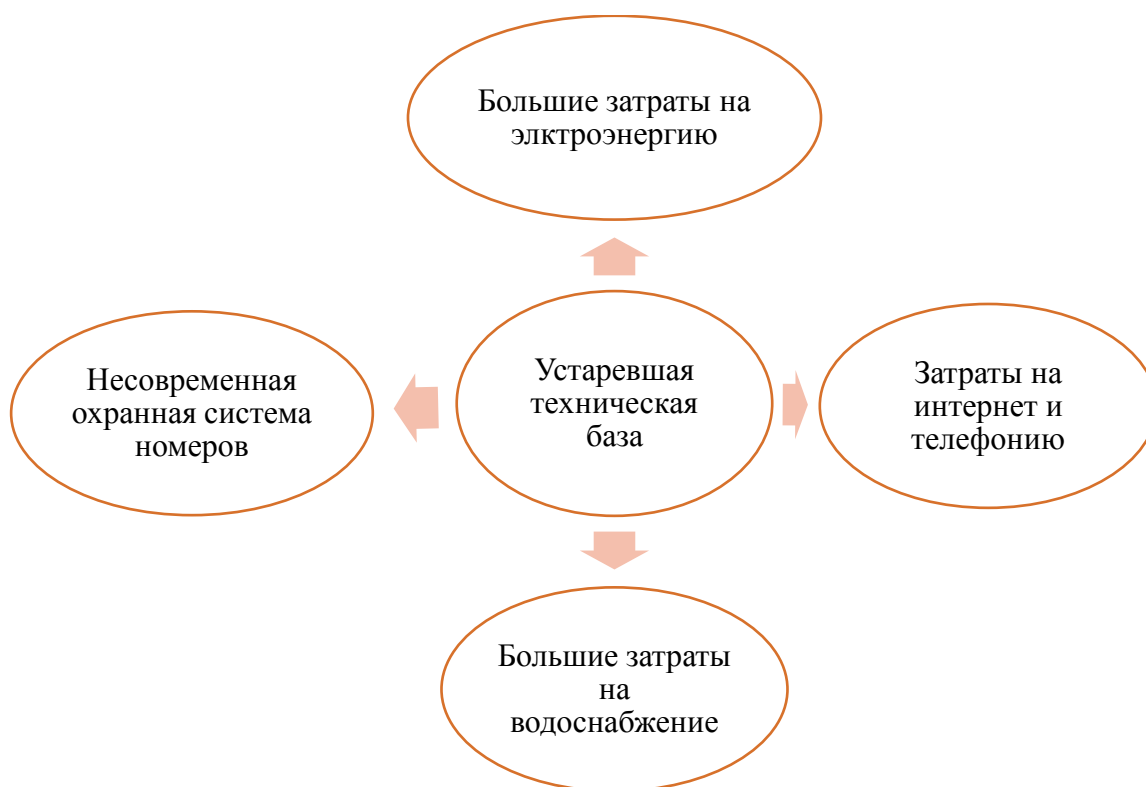 Большие затраты на
элктроэнергию
Несовременная
охранная система
номеров
Устаревшая
техническая
база
Затраты на
интернет и
телефонию
Большие затраты
на
водоснабжение